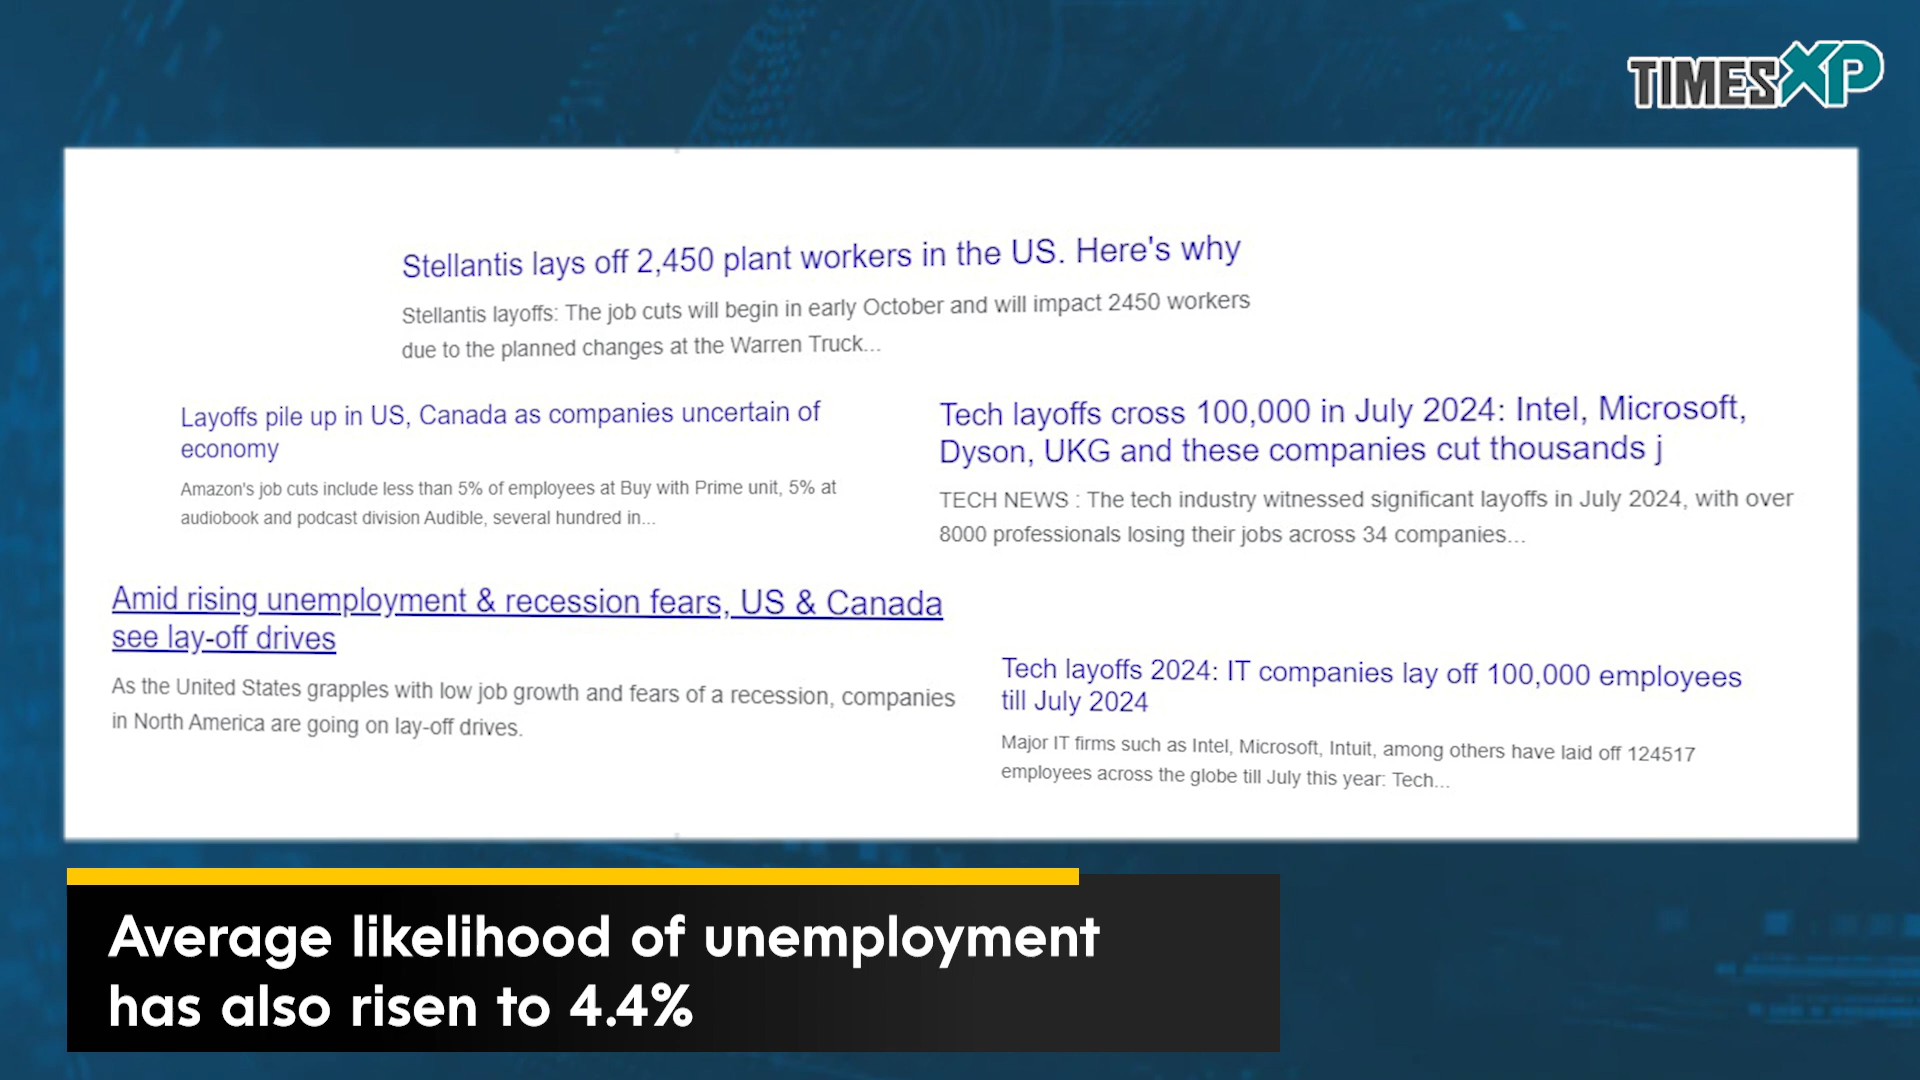 TIMESXP
Stellantis lays off 2,450 plant workers in the US. Here's why
Stellantis layoffs: The job cuts will begin in early October and will impact 2450 workers
due to the planned changes at the Warren Truck...
Layoffs pile up in US, Canada as companies uncertain of
economy
Amazon's job cuts include less than 5% of employees at Buy with Prime unit, 5% at
audiobook and podcast division Audible, several hundred in...
Tech layoffs cross 100,000 in July 2024: Intel, Microsoft,
Dyson, UKG and these companies cut thousands j
TECH NEWS : The tech industry witnessed significant layoffs in July 2024, with over
8000 professionals losing their jobs across 34 companies...
Amid rising unemployment & recession fears, US & Canada
see lay-off drives
As the United States grapples with low job growth and fears of a recession, companies
in North America are going on lay-off drives.
Tech layoffs 2024: IT companies lay off 100,000 employees
till July 2024
Major IT firms such as Intel, Microsoft, Intuit, among others have laid off 124517
employees across the globe till July this year: Tech...
Average likelihood of unemployment
has also risen to 4.4%